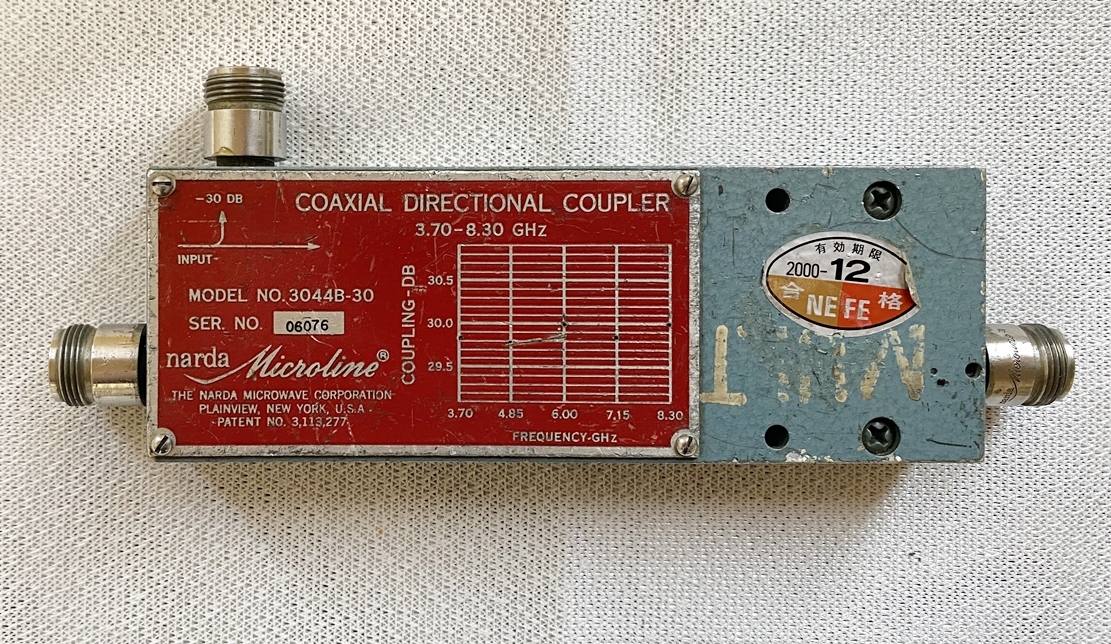 −30 DB
COAXIAL DIRECTIONAL COUPLER
3.70−8.30 GHz
INPUT
MODEL NO. 3044B-30
SER. NO. 06076
narda Microline®
THE NARDA MICROWAVE CORPORATION
PLAINVIEW, NEW YORK, U.S.A.
PATENT NO. 3,113,277
COUPLING-DB
30.5
30.0
29.5
3.70 4.85 6.00 7.15 8.30
FREQUENCY-GHz
有効期限
2000-12
合 NE FE 格